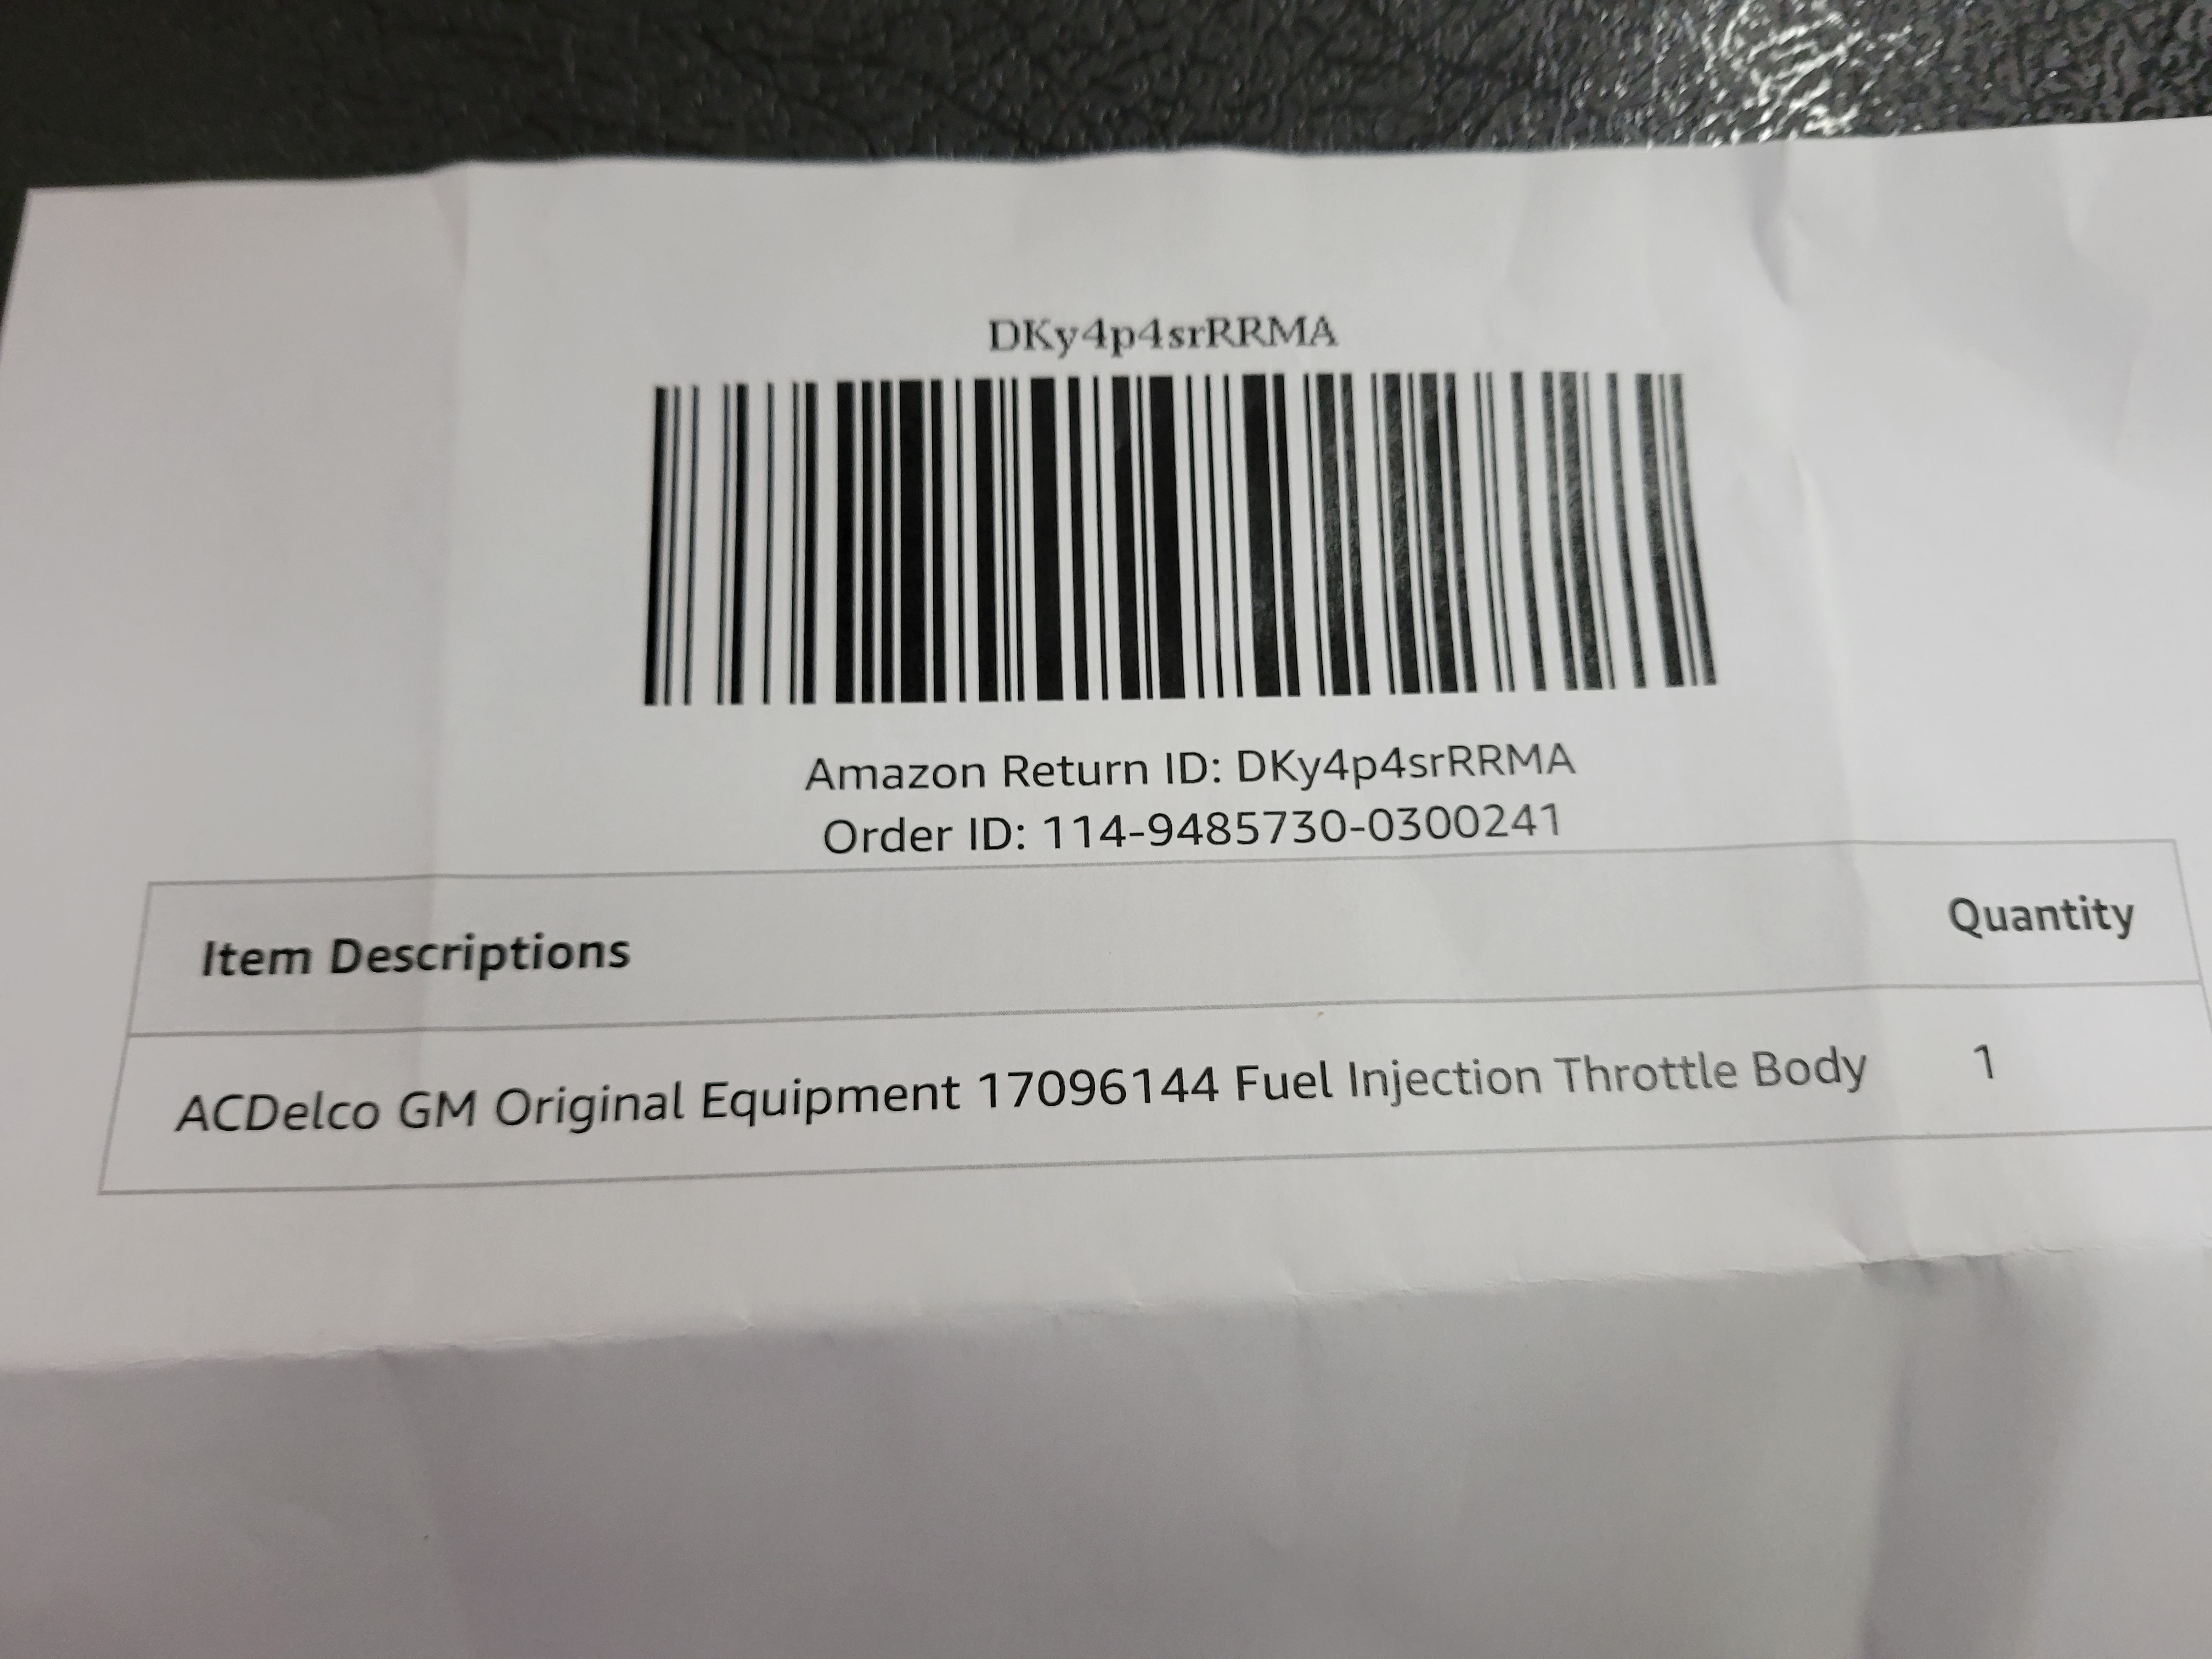 DKy4p4srRRMA
Amazon Return ID: DKy4p4srRRMA
Order ID: 114-9485730-0300241
Item Descriptions Quantity
ACDelco GM Original Equipment 17096144 Fuel Injection Throttle Body 1